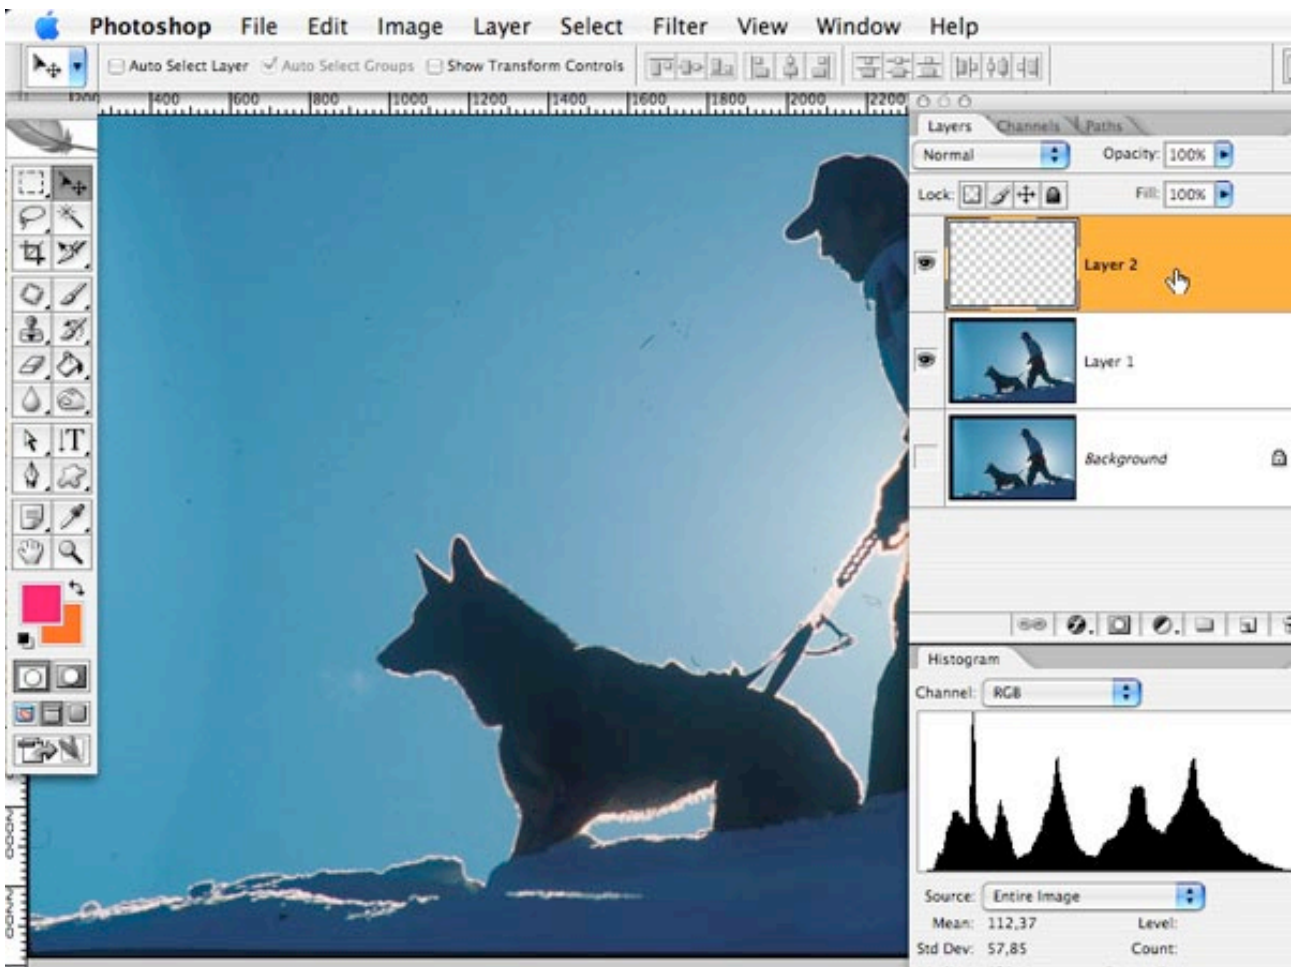 Photoshop File Edit Image Layer Select Filter View Window Help
Auto Select Layer Auto Select Groups Show Transform Controls
400 600 800 1000 1200 1400 1600 1800 2000 2200
Layers Channels Paths
Normal Opacity: 100%
Lock: Fill: 100%
Layer 2
Layer 1
Background
T
Histogram
Channel: RGB
Source: Entire Image
Mean: 112,37 Level:
Std Dev: 57,85 Count: